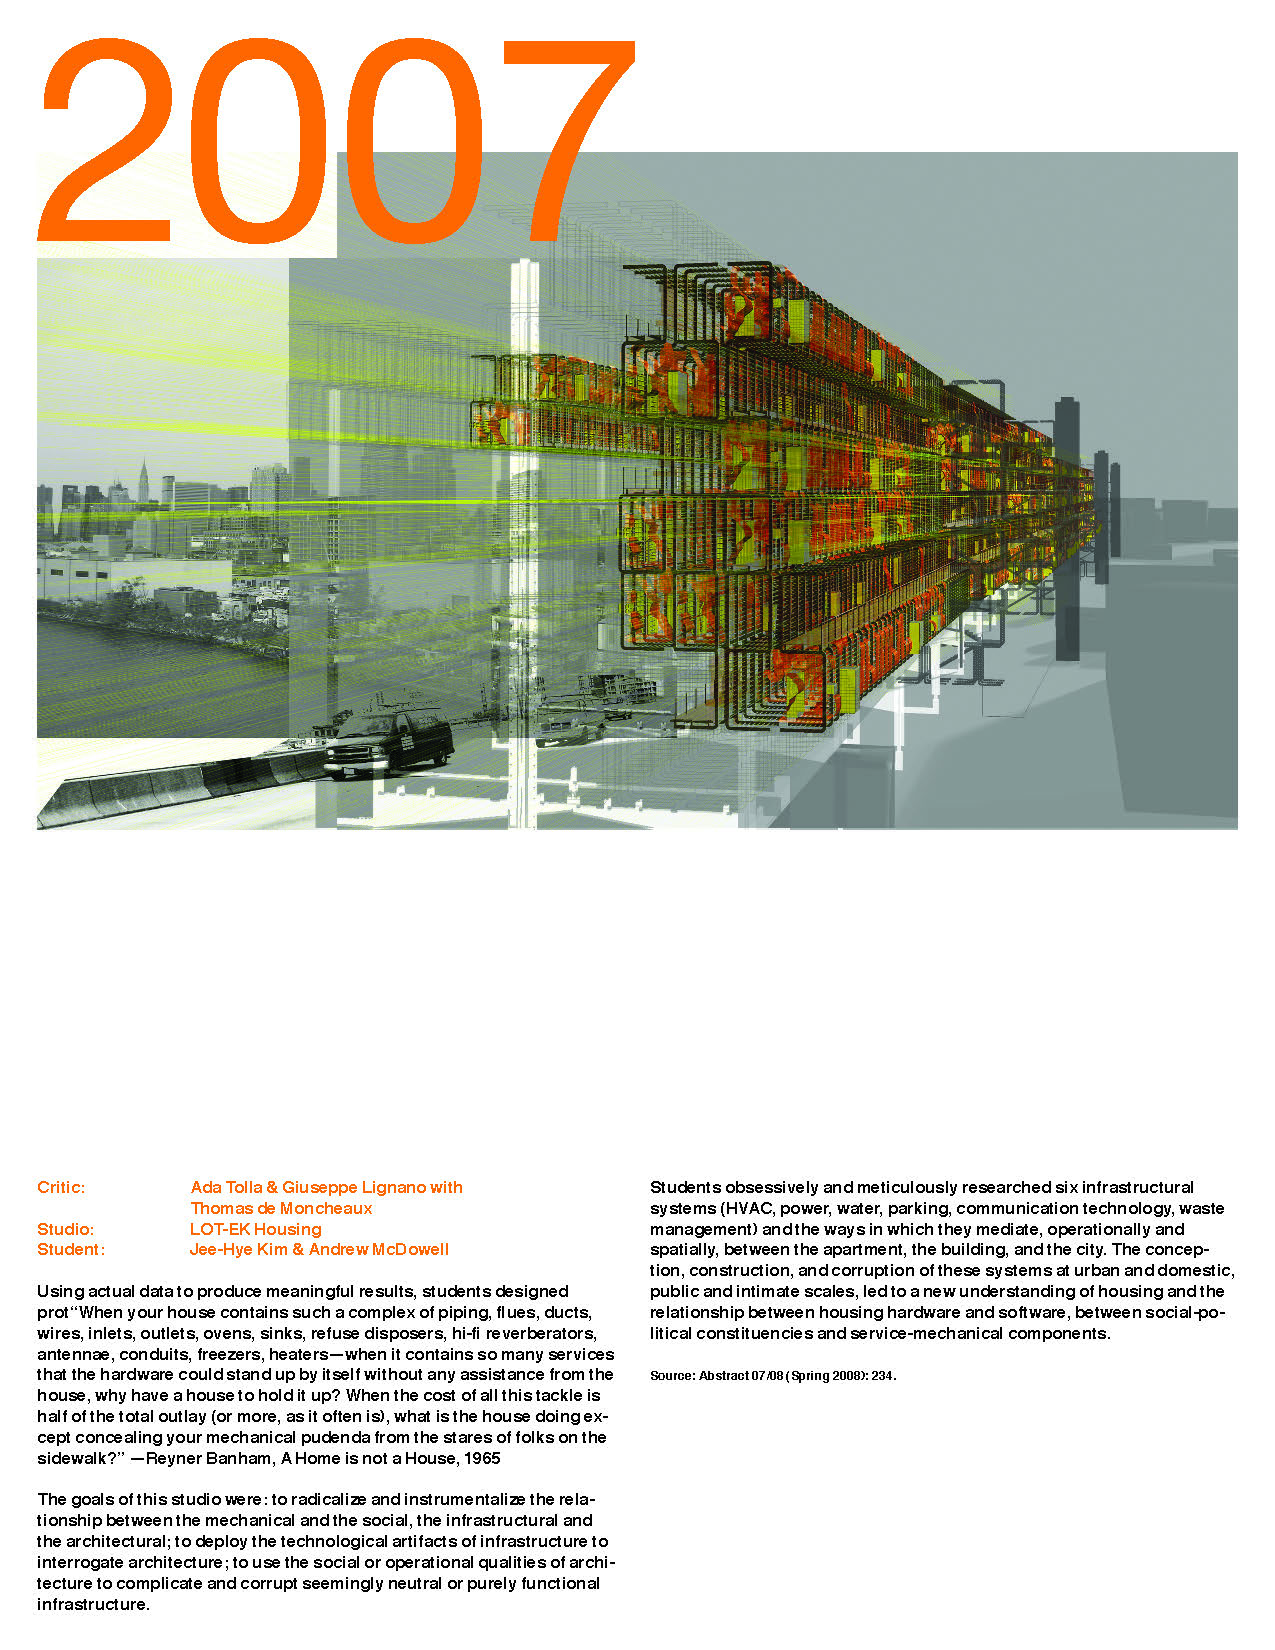 2007
Critic: Ada Tolla & Giuseppe Lignano with
Thomas de Moncheaux
Studio: LOT-EK Housing
Student: Jee-Hye Kim & Andrew McDowell
Using actual data to produce meaningful results, students designed
prot“When your house contains such a complex of piping, flues, ducts,
wires, inlets, outlets, ovens, sinks, refuse disposers, hi-fi reverberators,
antennae, conduits, freezers, heaters—when it contains so many services
that the hardware could stand up by itself without any assistance from the
house, why have a house to hold it up? When the cost of all this tackle is
half of the total outlay (or more, as it often is), what is the house doing ex-
cept concealing your mechanical pudenda from the stares of folks on the
sidewalk?” —Reyner Banham, A Home is not a House, 1965
The goals of this studio were: to radicalize and instrumentalize the rela-
tionship between the mechanical and the social, the infrastructural and
the architectural; to deploy the technological artifacts of infrastructure to
interrogate architecture; to use the social or operational qualities of archi-
tecture to complicate and corrupt seemingly neutral or purely functional
infrastructure.
Students obsessively and meticulously researched six infrastructural
systems (HVAC, power, water, parking, communication technology, waste
management) and the ways in which they mediate, operationally and
spatially, between the apartment, the building, and the city. The concep-
tion, construction, and corruption of these systems at urban and domestic,
public and intimate scales, led to a new understanding of housing and the
relationship between housing hardware and software, between social-po-
litical constituencies and service-mechanical components.
Source: Abstract 07/08 (Spring 2008): 234.